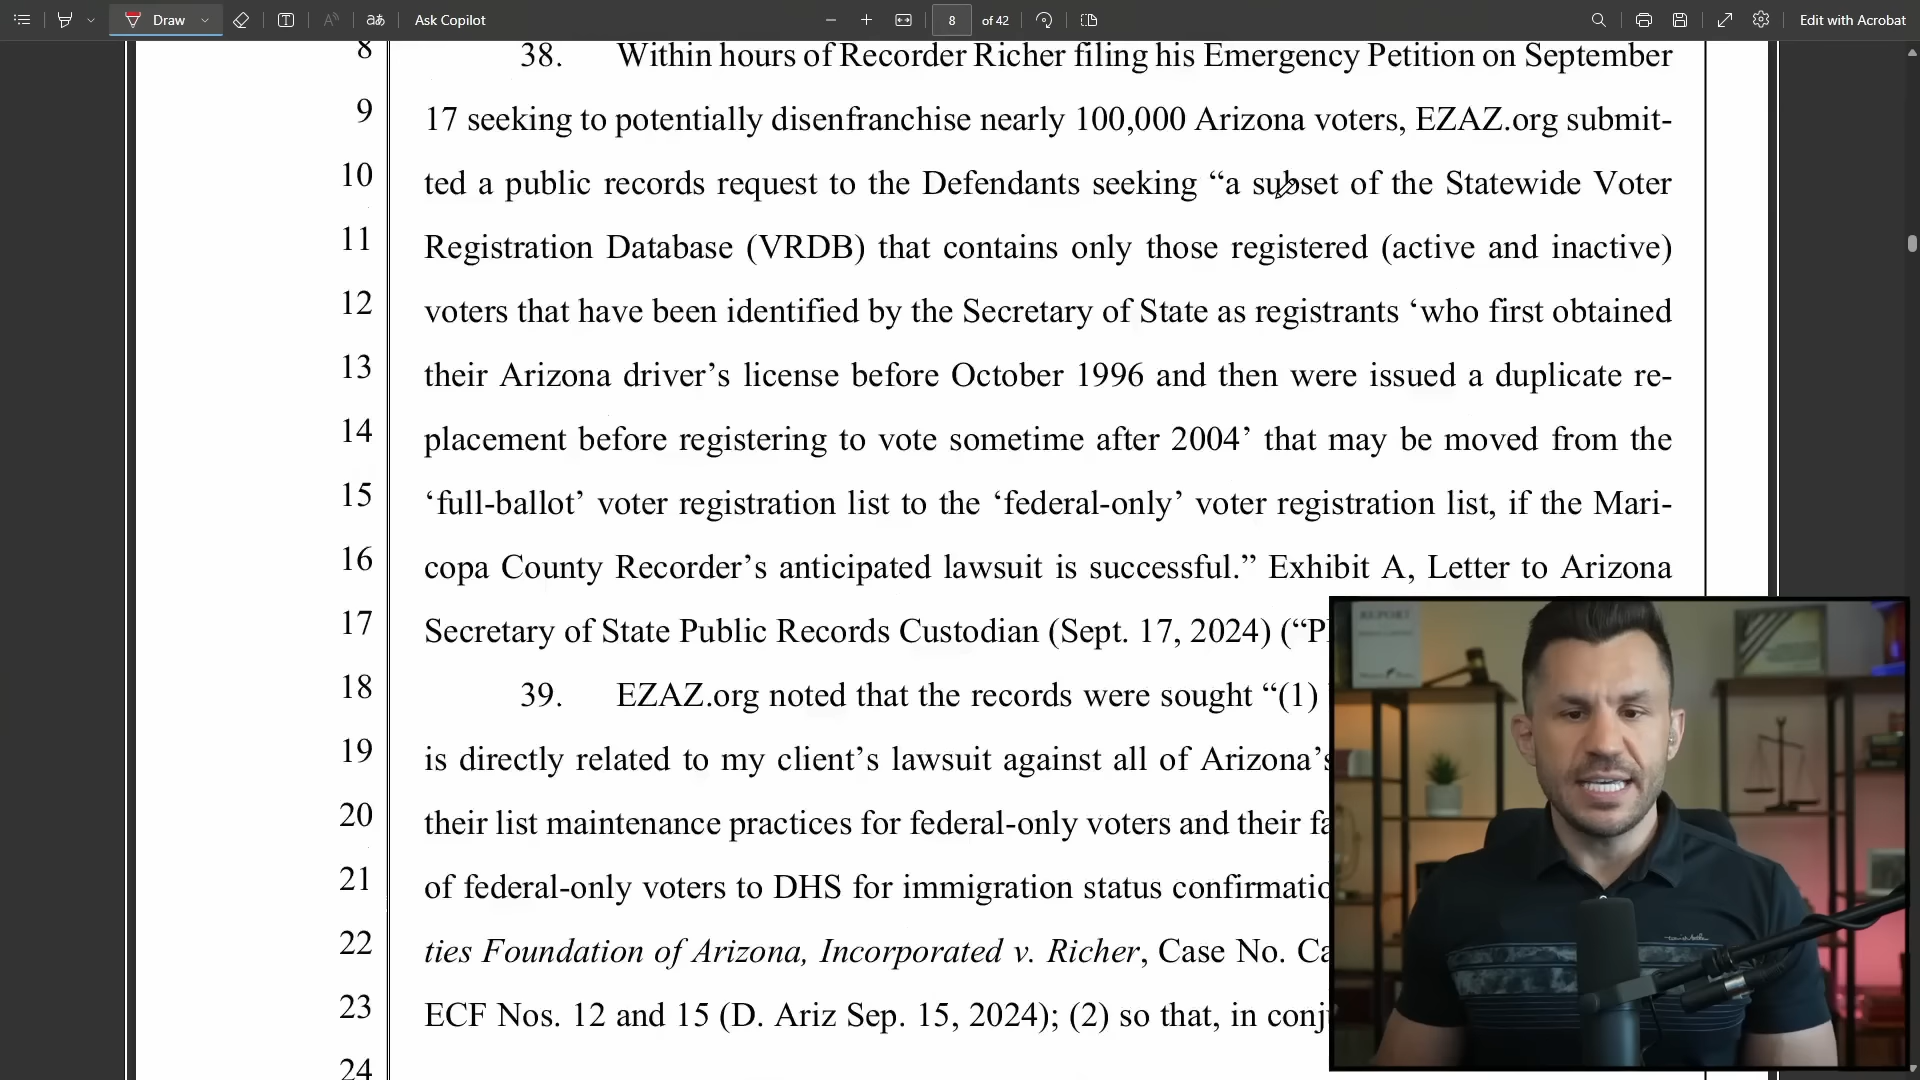 Draw
Ask Copilot
8 of 42
Edit with Acrobat
8 38. Within hours of Recorder Richer filing his Emergency Petition on September
9 17 seeking to potentially disenfranchise nearly 100,000 Arizona voters, EZAZ.org submit-
10 ted a public records request to the Defendants seeking “a subset of the Statewide Voter
11 Registration Database (VRDB) that contains only those registered (active and inactive)
12 voters that have been identified by the Secretary of State as registrants ‘who first obtained
13 their Arizona driver’s license before October 1996 and then were issued a duplicate re-
14 placement before registering to vote sometime after 2004’ that may be moved from the
15 ‘full-ballot’ voter registration list to the ‘federal-only’ voter registration list, if the Mari-
16 copa County Recorder’s anticipated lawsuit is successful.” Exhibit A, Letter to Arizona
17 Secretary of State Public Records Custodian (Sept. 17, 2024) (“P
18 39. EZAZ.org noted that the records were sought “(1)
19 is directly related to my client’s lawsuit against all of Arizona’s
20 their list maintenance practices for federal-only voters and their fa
21 of federal-only voters to DHS for immigration status confirmatio
22 ties Foundation of Arizona, Incorporated v. Richer, Case No. Ca
23 ECF Nos. 12 and 15 (D. Ariz Sep. 15, 2024); (2) so that, in conj
24
REPORT